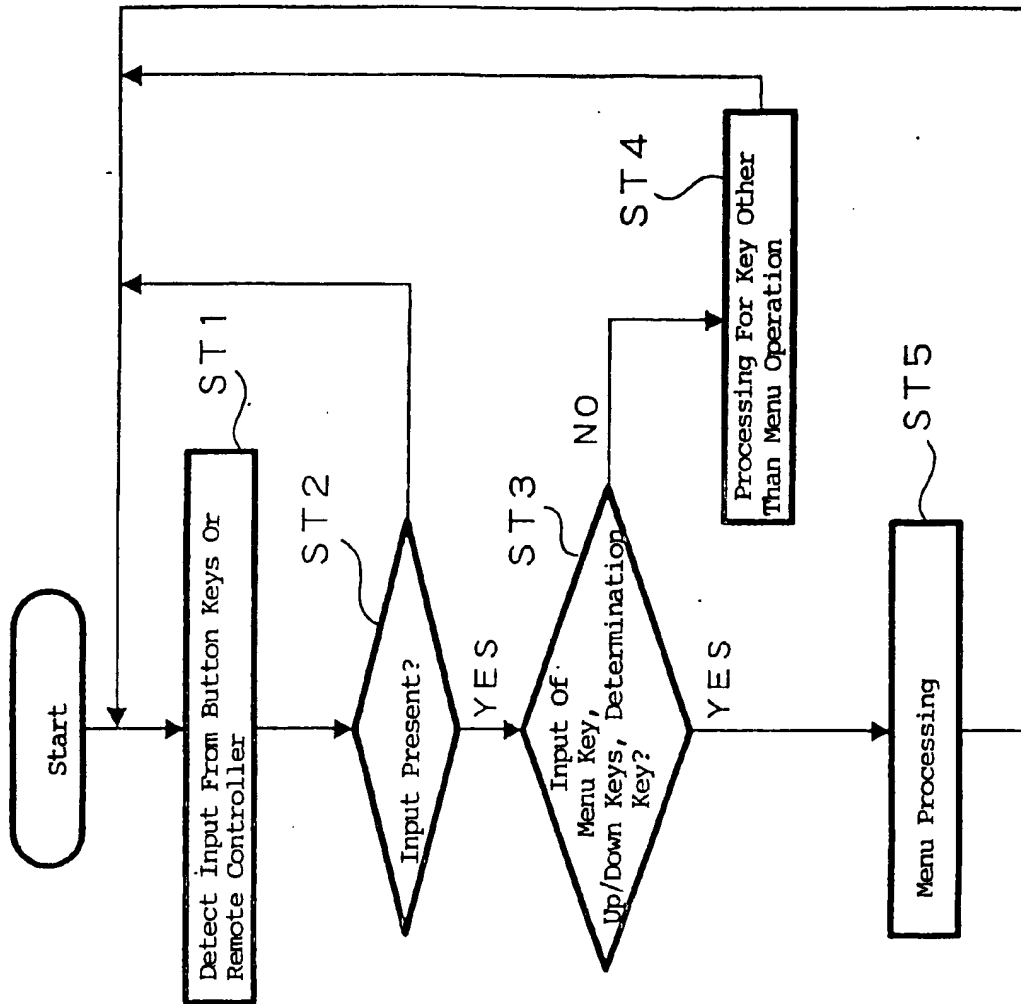 Start
Detect Input From Button Keys Or
Remote Controller
ST1
Input Present?
ST2
YES
Input Of
Menu Key,
Up/Down Keys, Determination
Key?
ST3
NO
YES
Processing For Key Other
Than Menu Operation
ST4
Menu Processing
ST5